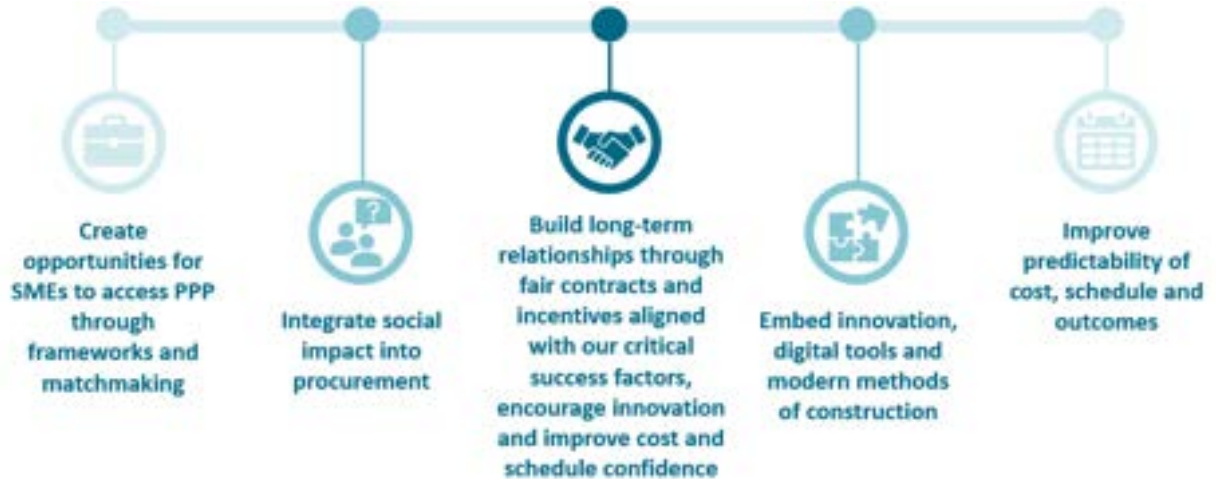 Create
opportunities for
SMEs to access PPP
through
frameworks and
matchmaking
?
Integrate social
impact into
procurement
Build long-term
relationships through
fair contracts and
incentives aligned
with our critical
success factors,
encourage innovation
and improve cost and
schedule confidence
Embed innovation,
digital tools and
modern methods
of construction
Improve
predictability of
cost, schedule and
outcomes